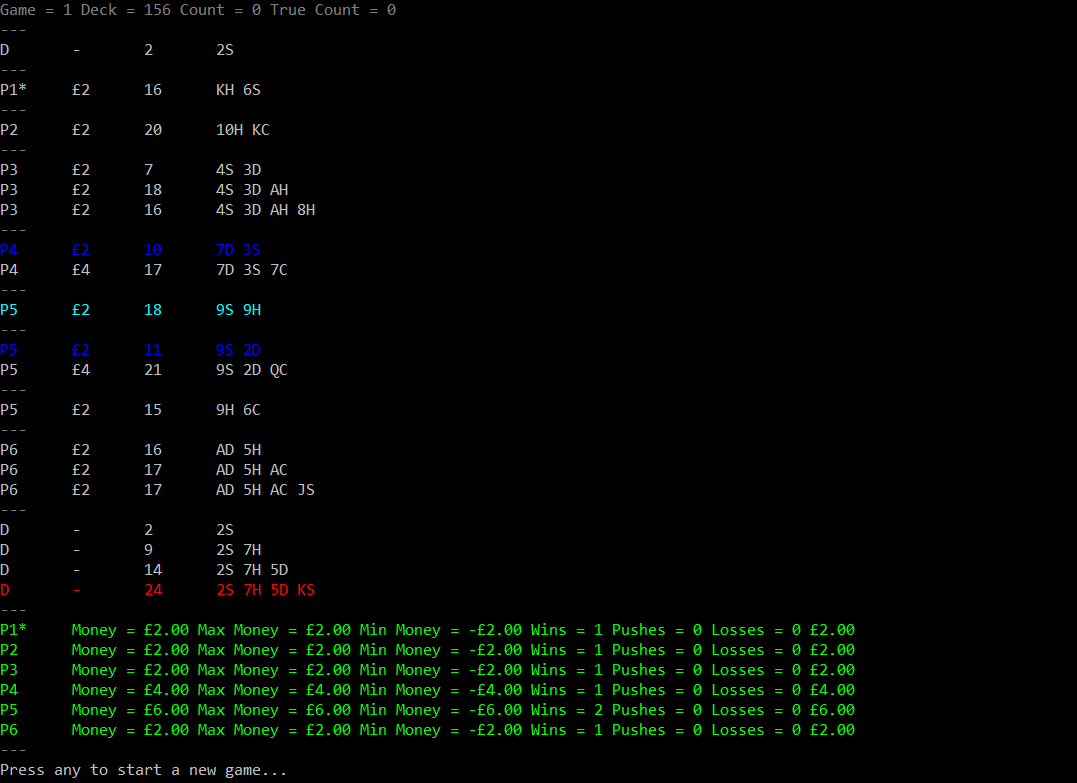 Game = 1 Deck = 156 Count = 0 True Count = 0
---
D - 2 2S
---
P1* £2 16 KH 6S
---
P2 £2 20 10H KC
---
P3 £2 7 4S 3D
P3 £2 18 4S 3D AH
P3 £2 16 4S 3D AH 8H
---
P4 £2 10 7D 3S
P4 £4 17 7D 3S 7C
---
P5 £2 18 9S 9H
---
P5 £2 11 9S 2D
P5 £4 21 9S 2D QC
---
P5 £2 15 9H 6C
---
P6 £2 16 AD 5H
P6 £2 17 AD 5H AC
P6 £2 17 AD 5H AC JS
---
D - 2 2S
D - 9 2S 7H
D - 14 2S 7H 5D
D - 24 2S 7H 5D KS
---
P1* Money = £2.00 Max Money = £2.00 Min Money = -£2.00 Wins = 1 Pushes = 0 Losses = 0 £2.00
P2 Money = £2.00 Max Money = £2.00 Min Money = -£2.00 Wins = 1 Pushes = 0 Losses = 0 £2.00
P3 Money = £2.00 Max Money = £2.00 Min Money = -£2.00 Wins = 1 Pushes = 0 Losses = 0 £2.00
P4 Money = £4.00 Max Money = £4.00 Min Money = -£4.00 Wins = 1 Pushes = 0 Losses = 0 £4.00
P5 Money = £6.00 Max Money = £6.00 Min Money = -£6.00 Wins = 2 Pushes = 0 Losses = 0 £6.00
P6 Money = £2.00 Max Money = £2.00 Min Money = -£2.00 Wins = 1 Pushes = 0 Losses = 0 £2.00
---
Press any to start a new game...